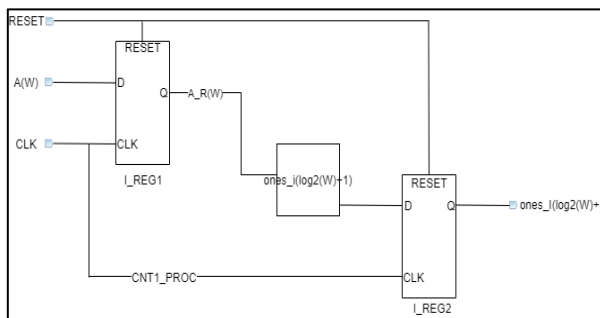 RESET
RESET
A(W)
D
Q
A_R(W)
CLK
CLK
I_REG1
ones_i(log2(W)+1)
RESET
D
Q
ones_I(log2(W)+
CNT1_PROC
CLK
I_REG2